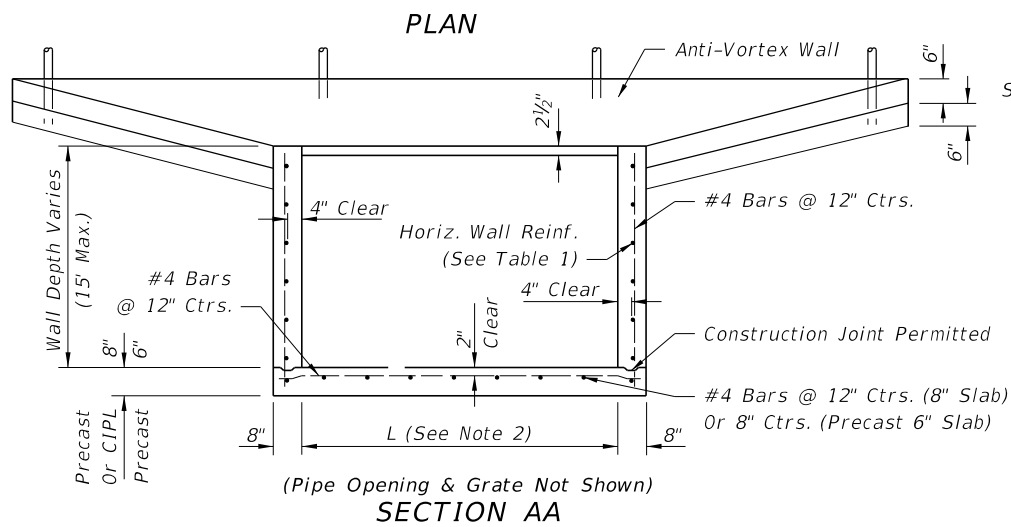 PLAN
Anti-Vortex Wall
6"
S
6"
2½"
Wall Depth Varies
(15' Max.)
4" Clear
Horiz. Wall Reinf.
(See Table 1)
#4 Bars @ 12" Ctrs.
#4 Bars
@ 12" Ctrs.
4" Clear
2"
Clear
Construction Joint Permitted
8"
6"
Precast
Or CIPL
Precast
#4 Bars @ 12" Ctrs. (8" Slab)
Or 8" Ctrs. (Precast 6" Slab)
8"
L (See Note 2)
8"
(Pipe Opening & Grate Not Shown)
SECTION AA